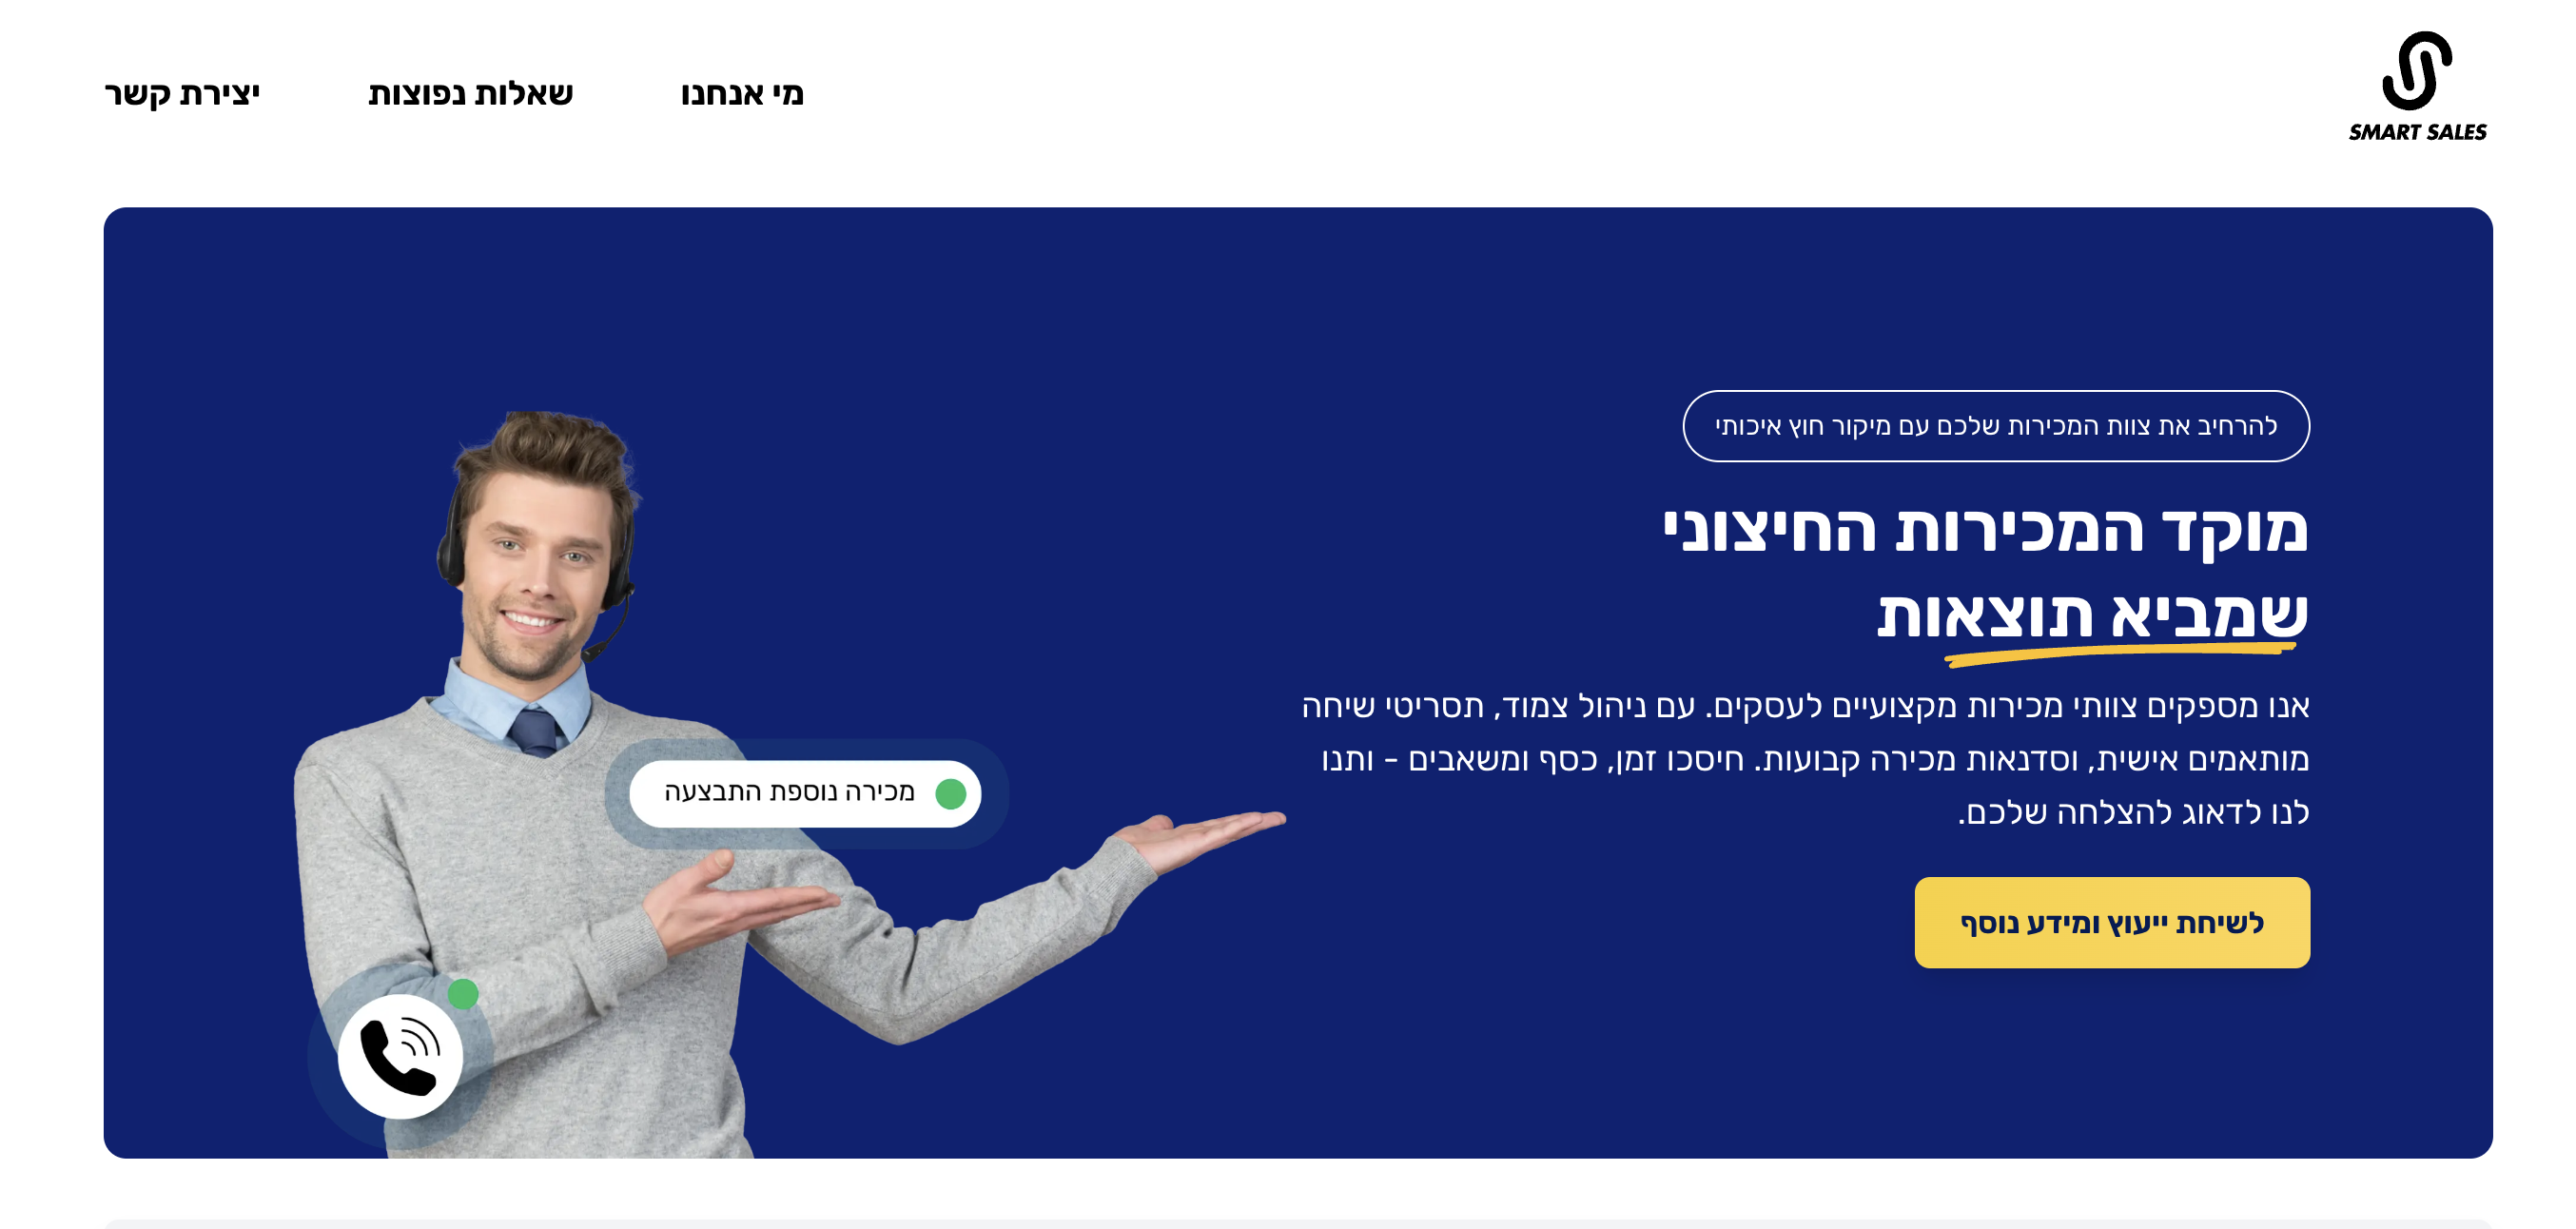 SMART SALES
מי אנחנו
שאלות נפוצות
יצירת קשר
להרחיב את צוות המכירות שלכם עם מיקור חוץ איכותי
מוקד המכירות החיצוני
שמביא תוצאות
אנו מספקים צוותי מכירות מקצועיים לעסקים. עם ניהול צמוד, תסריטי שיחה
מותאמים אישית, וסדנאות מכירה קבועות. חיסכו זמן, כסף ומשאבים - ותנו
לנו לדאוג להצלחה שלכם.
לשיחת ייעוץ ומידע נוסף
מכירה נוספת התבצעה